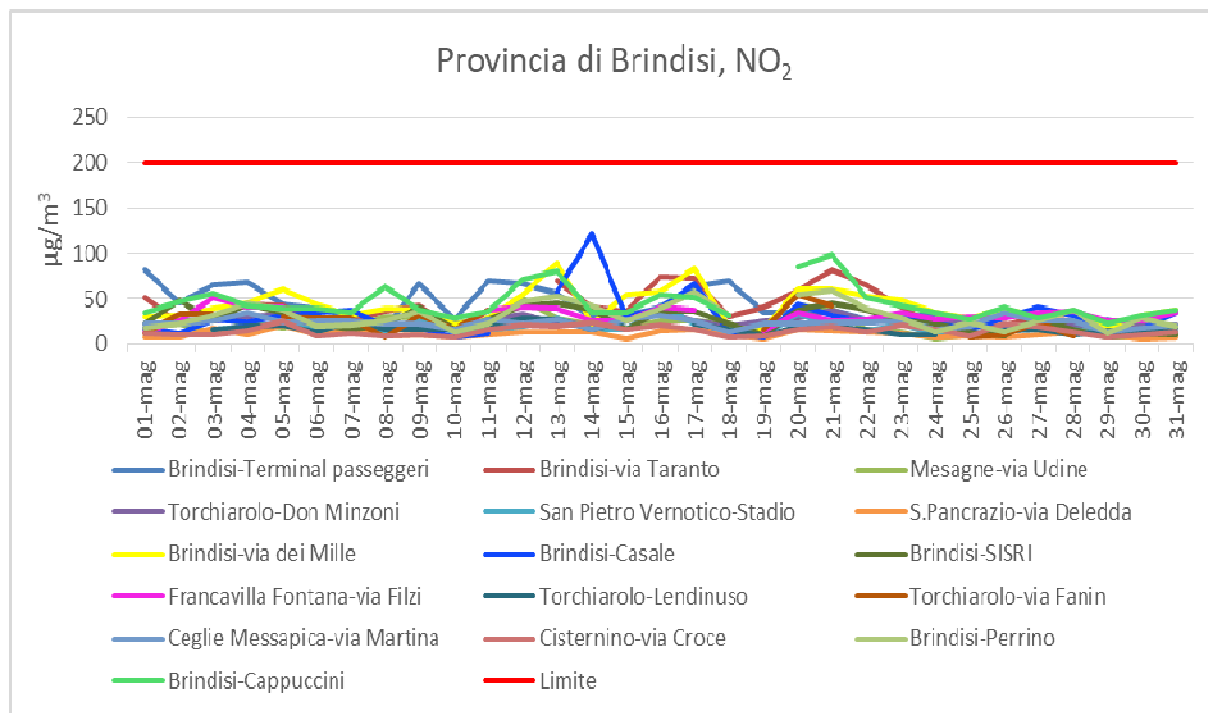 Provincia di Brindisi, NO₂
250
200
150
100
50
0
µg/m³
01-mag
02-mag
03-mag
04-mag
05-mag
06-mag
07-mag
08-mag
09-mag
10-mag
11-mag
12-mag
13-mag
14-mag
15-mag
16-mag
17-mag
18-mag
19-mag
20-mag
21-mag
22-mag
23-mag
24-mag
25-mag
26-mag
27-mag
28-mag
29-mag
30-mag
31-mag
Brindisi-Terminal passeggeri Brindisi-via Taranto Mesagne-via Udine
Torchiarolo-Don Minzoni San Pietro Vernotico-Stadio S.Pancrazio-via Deledda
Brindisi-via dei Mille Brindisi-Casale Brindisi-SISRI
Francavilla Fontana-via Filzi Torchiarolo-Lendinuso Torchiarolo-via Fanin
Ceglie Messapica-via Martina Cisternino-via Croce Brindisi-Perrino
Brindisi-Cappuccini Limite